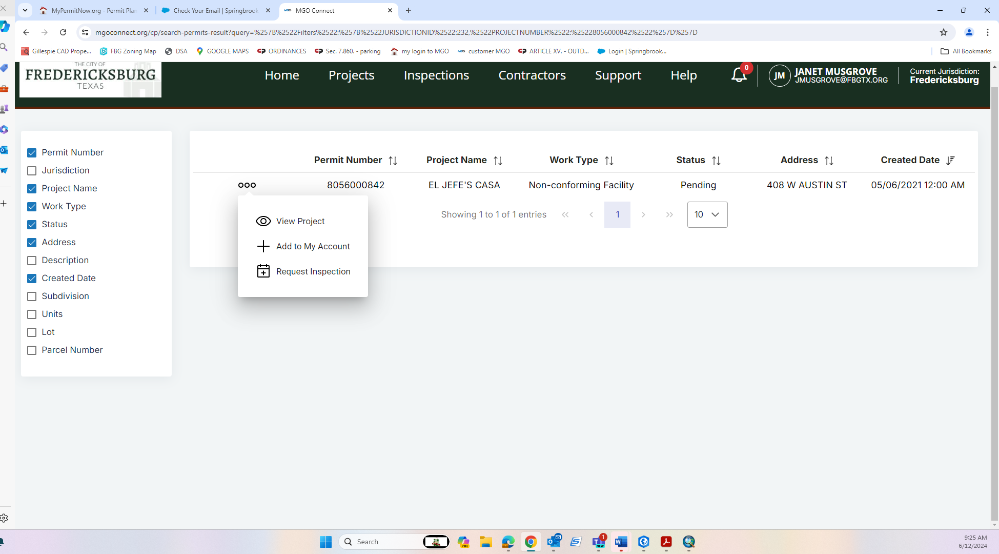 MyPermitNow.org - Permit Plan
Check Your Email | Springbrook
MGO Connect
mgoconnect.org/cp/search-permits-result?query=%257B%2522Filters%2522:%257B%2522JURISDICTIONID%2522:232,%2522PROJECTNUMBER%2522:%25228056000842%2522%257D%257D
Gillespie CAD Prope...
FBG Zoning Map
DSA
GOOGLE MAPS
ORDINANCES
Sec. 7.860. - parking
my login to MGO
customer MGO
ARTICLE XV. - OUTD...
Login | Springbrook...
All Bookmarks
THE CITY OF
FREDERICKSBURG
TEXAS
Home
Projects
Inspections
Contractors
Support
Help
0
JM
JANET MUSGROVE
JMUSGROVE@FBGTX.ORG
Current Jurisdiction:
Fredericksburg
Permit Number
Jurisdiction
Project Name
Work Type
Status
Address
Description
Created Date
Subdivision
Units
Lot
Parcel Number
Permit Number
Project Name
Work Type
Status
Address
Created Date
8056000842
EL JEFE'S CASA
Non-conforming Facility
Pending
408 W AUSTIN ST
05/06/2021 12:00 AM
View Project
Add to My Account
Request Inspection
Showing 1 to 1 of 1 entries
1
10
Search
PRE
NEW
1
9:25 AM
6/12/2024